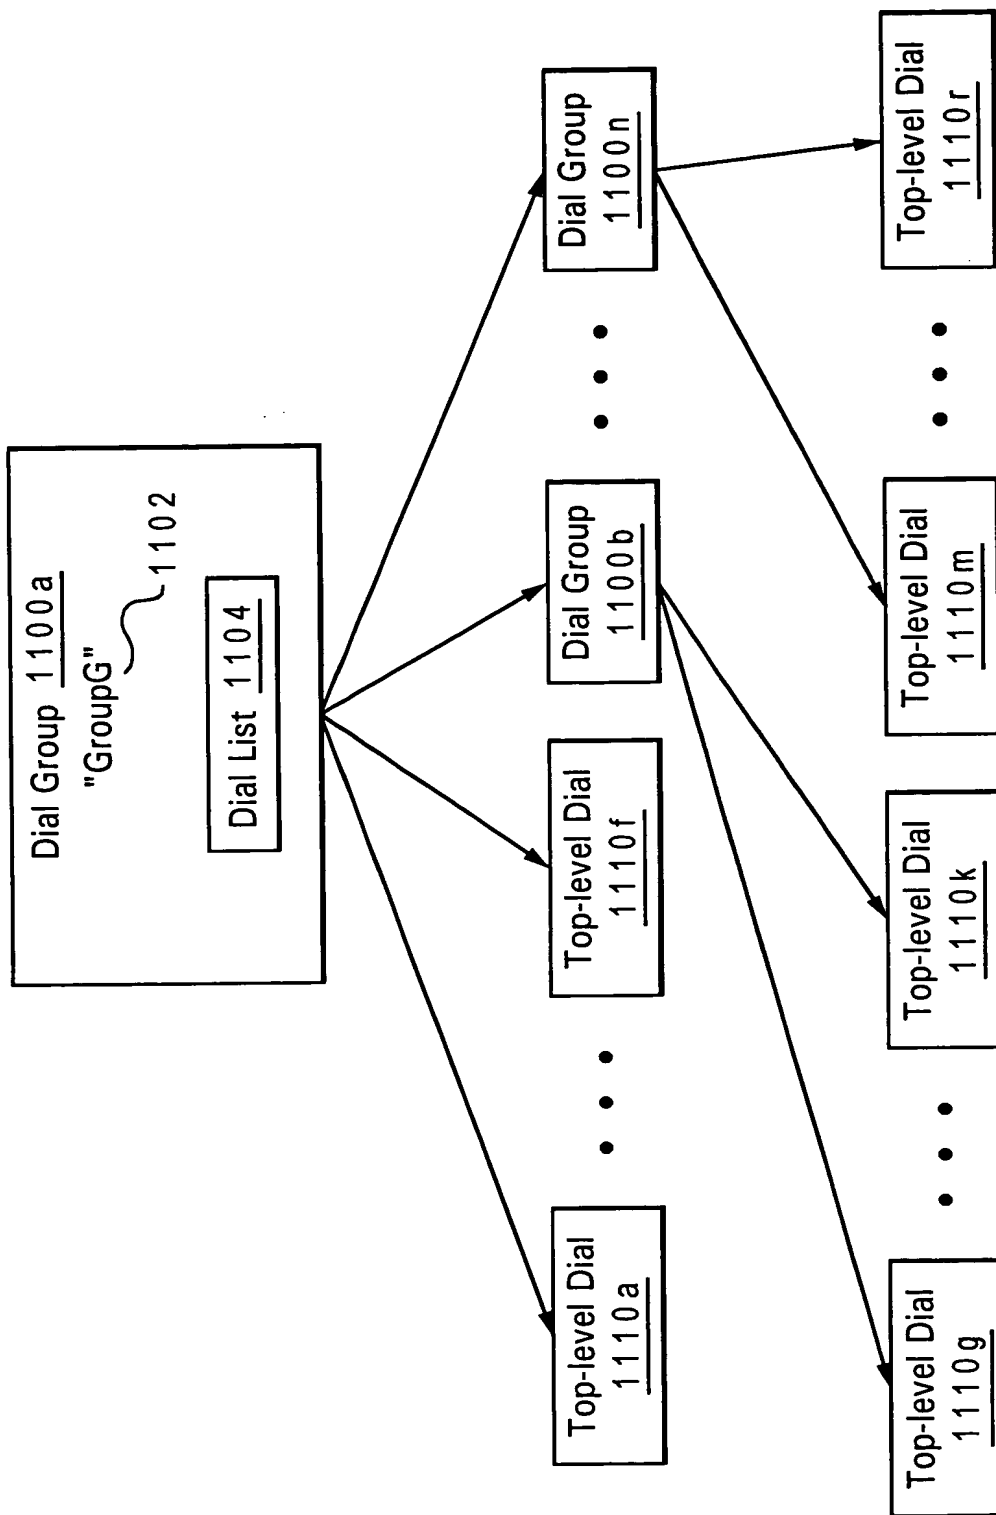 Dial Group 1100a
"GroupG"
1102
Dial List 1104
Top-level Dial
1110a
Top-level Dial
1110f
Dial Group
1100b
Dial Group
1100n
Top-level Dial
1110g
Top-level Dial
1110k
Top-level Dial
1110m
Top-level Dial
1110r